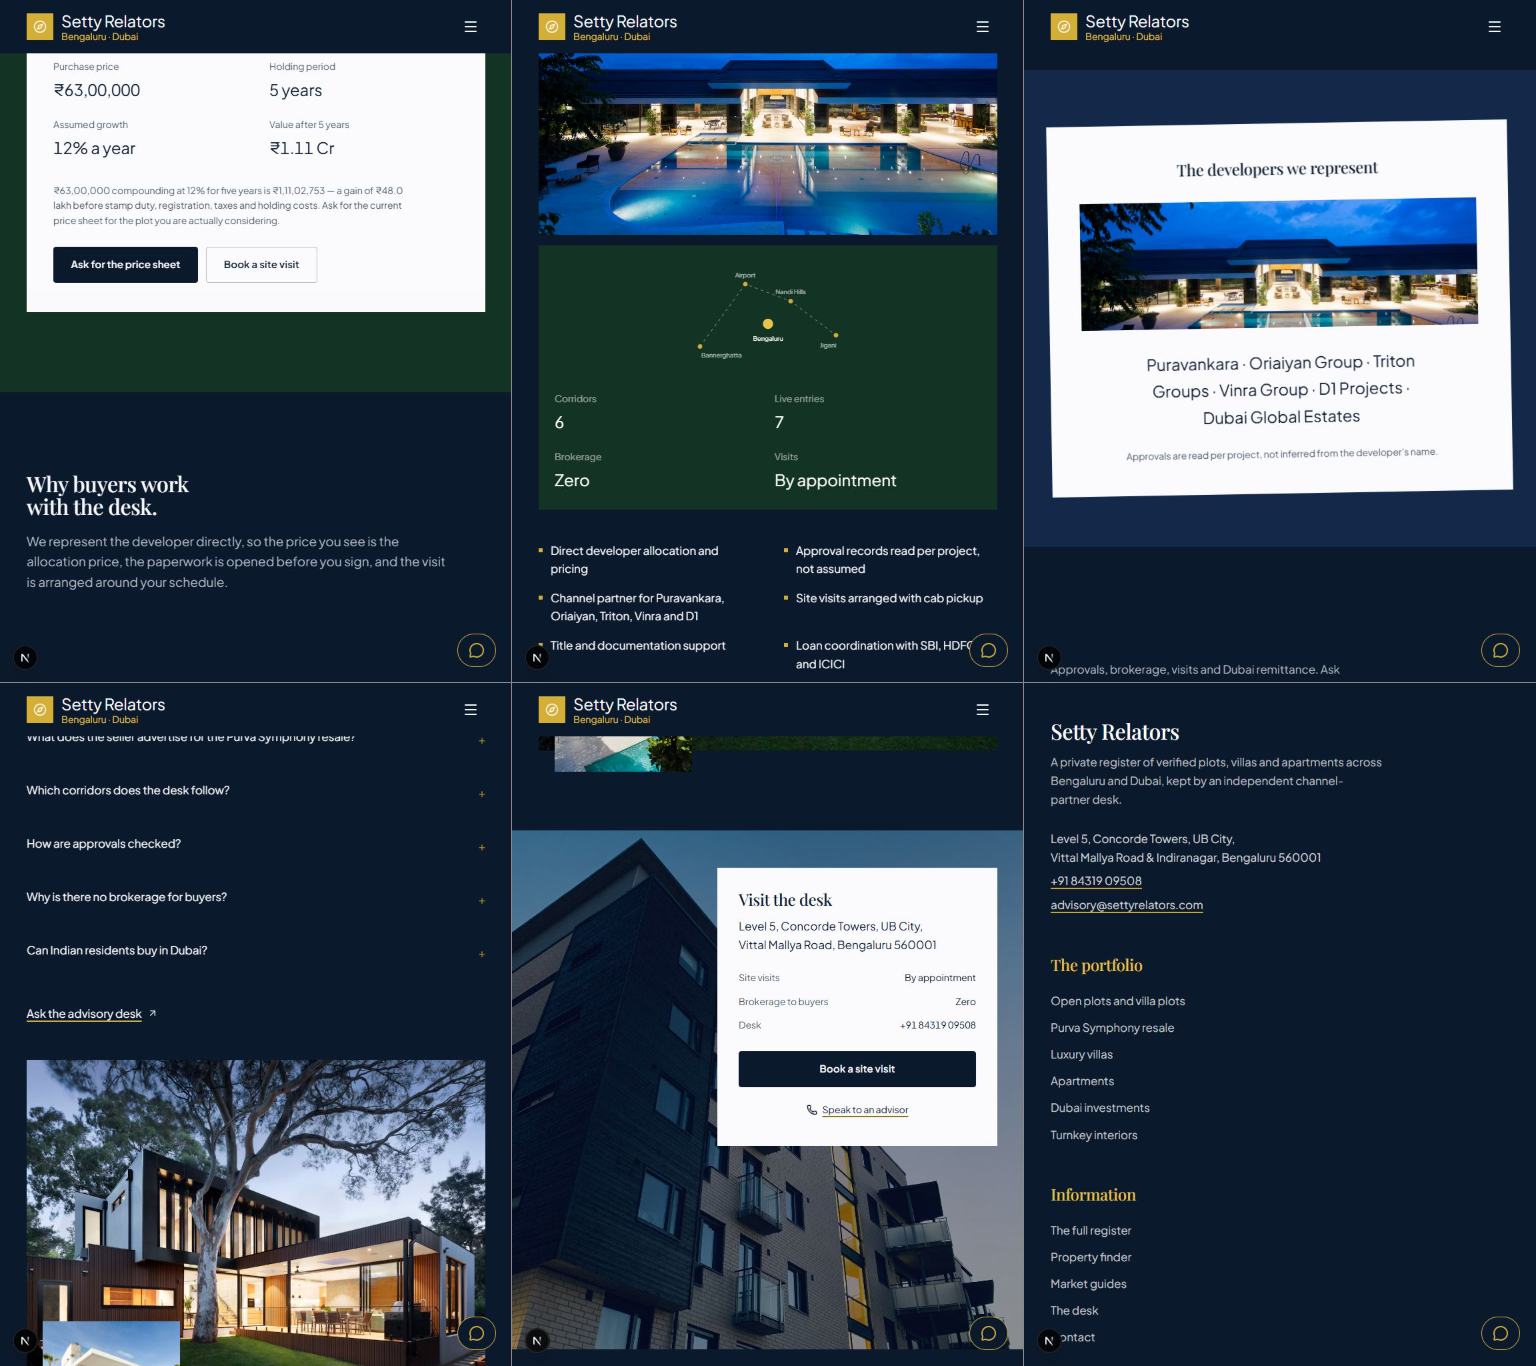 Setty Relators
Bengaluru · Dubai
Purchase price
Holding period
₹63,00,000
5 years
Assumed growth
Value after 5 years
12% a year
₹1.11 Cr
₹63,00,000 compounding at 12% for five years is ₹1,11,02,753 — a gain of ₹48.0
lakh before stamp duty, registration, taxes and holding costs. Ask for the current
price sheet for the plot you are actually considering.
Ask for the price sheet
Book a site visit
Why buyers work
with the desk.
We represent the developer directly, so the price you see is the
allocation price, the paperwork is opened before you sign, and the visit
is arranged around your schedule.
N
Setty Relators
Bengaluru · Dubai
Airport
Nandi Hills
Bengaluru
Jigani
Bannerghatta
Corridors
Live entries
6
7
Brokerage
Visits
Zero
By appointment
Direct developer allocation and
pricing
Approval records read per project,
not assumed
Channel partner for Puravankara,
Oriaiyan, Triton, Vinra and D1
Site visits arranged with cab pickup
Title and documentation support
Loan coordination with SBI, HDFC
and ICICI
N
Setty Relators
Bengaluru · Dubai
The developers we represent
Puravankara · Oriaiyan Group · Triton
Groups · Vinra Group · D1 Projects ·
Dubai Global Estates
Approvals are read per project, not inferred from the developer's name.
Approvals, brokerage, visits and Dubai remittance. Ask
N
Setty Relators
Bengaluru · Dubai
What does the seller advertise for the Purva Symphony resale?
+
Which corridors does the desk follow?
+
How are approvals checked?
+
Why is there no brokerage for buyers?
+
Can Indian residents buy in Dubai?
+
Ask the advisory desk
N
Setty Relators
Bengaluru · Dubai
Visit the desk
Level 5, Concorde Towers, UB City,
Vittal Mallya Road, Bengaluru 560001
Site visits
By appointment
Brokerage to buyers
Zero
Desk
+91 84319 09508
Book a site visit
Speak to an advisor
N
Setty Relators
A private register of verified plots, villas and apartments across
Bengaluru and Dubai, kept by an independent channel-
partner desk.
Level 5, Concorde Towers, UB City,
Vittal Mallya Road & Indiranagar, Bengaluru 560001
+91 84319 09508
advisory@settyrelators.com
The portfolio
Open plots and villa plots
Purva Symphony resale
Luxury villas
Apartments
Dubai investments
Turnkey interiors
Information
The full register
Property finder
Market guides
The desk
Contact
N